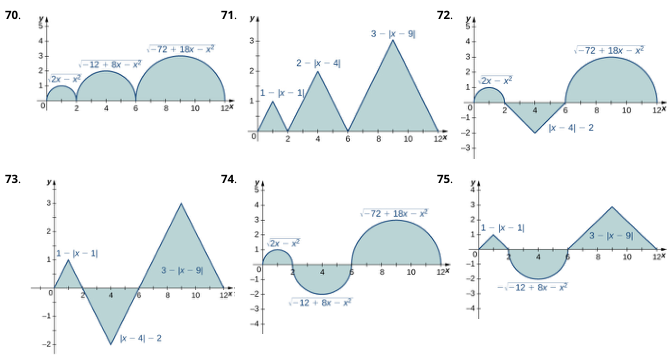 70.
y
5
4
3
2
1
√2x − x²
√−12 + 8x − x²
√−72 + 18x − x²
0 2 4 6 8 10 12 x
71.
y
3
2
1
1 − |x − 1|
2 − |x − 4|
3 − |x − 9|
0 2 4 6 8 10 12 x
72.
y
5
4
3
2
1
√2x − x²
√−72 + 18x − x²
0 2 4 6 8 10 12 x
−1
−2
−3
|x − 4| − 2
73.
y
3
2
1
1 − |x − 1|
3 − |x − 9|
0 2 4 6 8 10 12 x
−1
−2
|x − 4| − 2
74.
y
5
4
3
2
1
√2x − x²
√−72 + 18x − x²
0 2 4 6 8 10 12 x
−1
−2
−3
−4
√−12 + 8x − x²
75.
y
4
3
2
1
1 − |x − 1|
3 − |x − 9|
0 2 4 6 8 10 12 x
−1
−2
−3
−4
−√−12 + 8x − x²